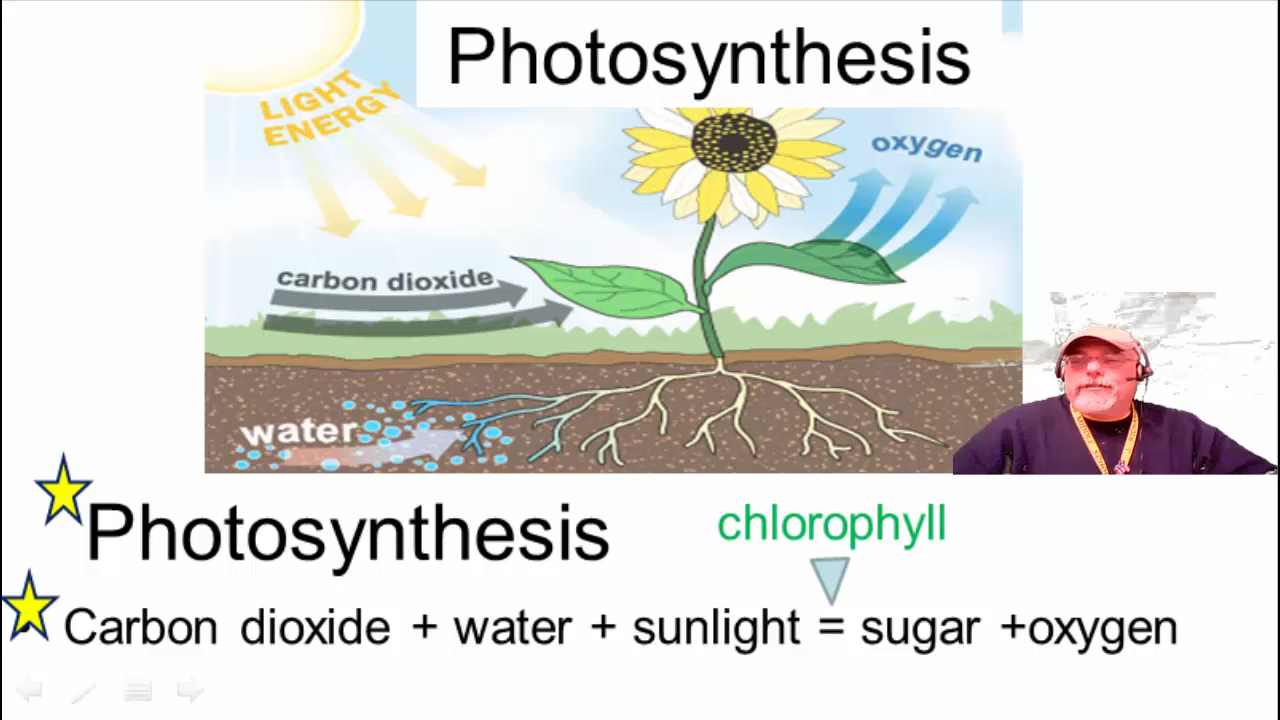 Photosynthesis
LIGHT
ENERGY
oxygen
carbon dioxide
water
Photosynthesis
chlorophyll
Carbon dioxide + water + sunlight = sugar +oxygen